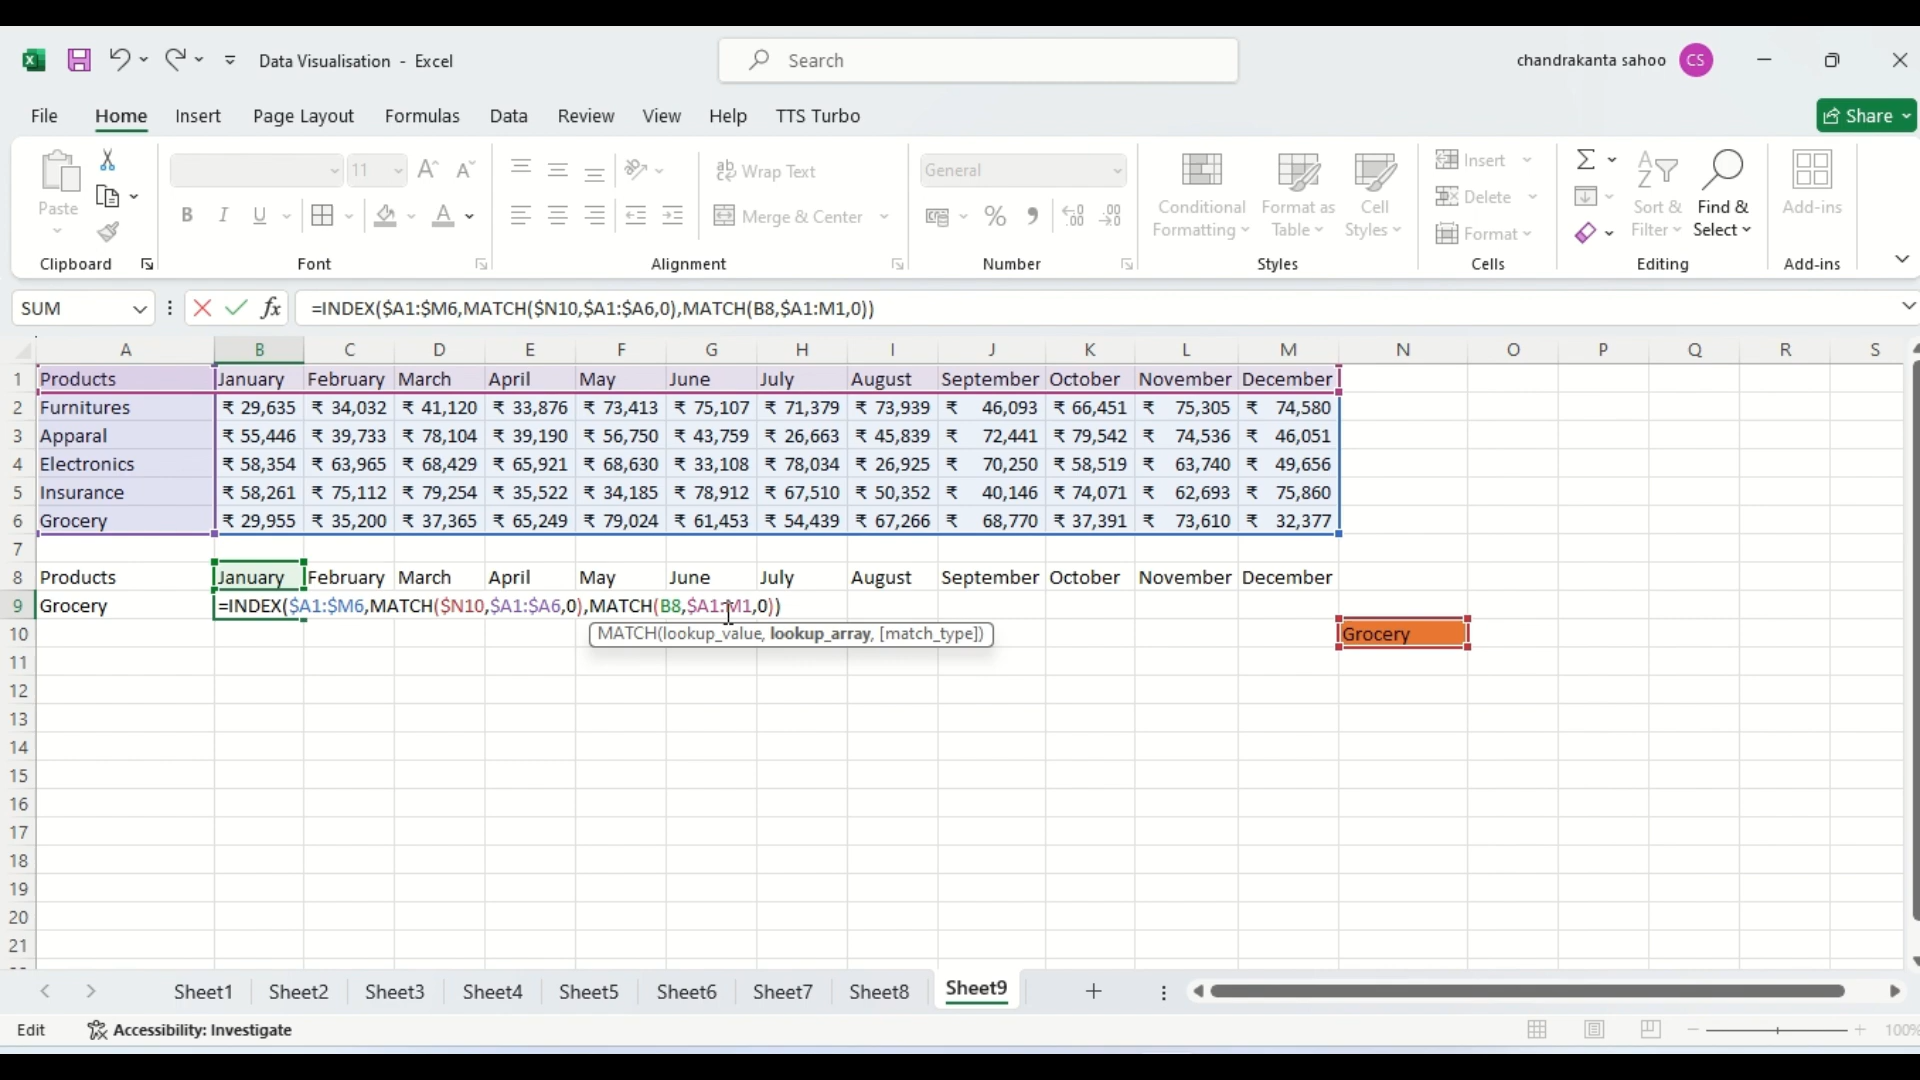 Data Visualisation - Excel
Search
chandrakanta sahoo CS
File Home Insert Page Layout Formulas Data Review View Help TTS Turbo Share
Paste 11 A A ab Wrap Text General Conditional Formatting Format as Table Cell Styles Insert Σ Sort & Filter Find & Select Add-ins
B I U A Merge & Center % Delete
Format
Clipboard Font Alignment Number Styles Cells Editing Add-ins
SUM fx =INDEX($A1:$M6,MATCH($N10,$A1:$A6,0),MATCH(B8,$A1:M1,0))
A B C D E F G H I J K L M N O P Q R S
1 Products January February March April May June July August September October November December
2 Furnitures ₹ 29,635 ₹ 34,032 ₹ 41,120 ₹ 33,876 ₹ 73,413 ₹ 75,107 ₹ 71,379 ₹ 73,939 ₹ 46,093 ₹ 66,451 ₹ 75,305 ₹ 74,580
3 Apparal ₹ 55,446 ₹ 39,733 ₹ 78,104 ₹ 39,190 ₹ 56,750 ₹ 43,759 ₹ 26,663 ₹ 45,839 ₹ 72,441 ₹ 79,542 ₹ 74,536 ₹ 46,051
4 Electronics ₹ 58,354 ₹ 63,965 ₹ 68,429 ₹ 65,921 ₹ 68,630 ₹ 33,108 ₹ 78,034 ₹ 26,925 ₹ 70,250 ₹ 58,519 ₹ 63,740 ₹ 49,656
5 Insurance ₹ 58,261 ₹ 75,112 ₹ 79,254 ₹ 35,522 ₹ 34,185 ₹ 78,912 ₹ 67,510 ₹ 50,352 ₹ 40,146 ₹ 74,071 ₹ 62,693 ₹ 75,860
6 Grocery ₹ 29,955 ₹ 35,200 ₹ 37,365 ₹ 65,249 ₹ 79,024 ₹ 61,453 ₹ 54,439 ₹ 67,266 ₹ 68,770 ₹ 37,391 ₹ 73,610 ₹ 32,377
7
8 Products January February March April May June July August September October November December
9 Grocery =INDEX($A1:$M6,MATCH($N10,$A1:$A6,0),MATCH(B8,$A1:M1,0))
10 MATCH(lookup_value, lookup_array, [match_type]) Grocery
11
12
13
14
15
16
17
18
19
20
21
Sheet1 Sheet2 Sheet3 Sheet4 Sheet5 Sheet6 Sheet7 Sheet8 Sheet9
Edit Accessibility: Investigate 100%